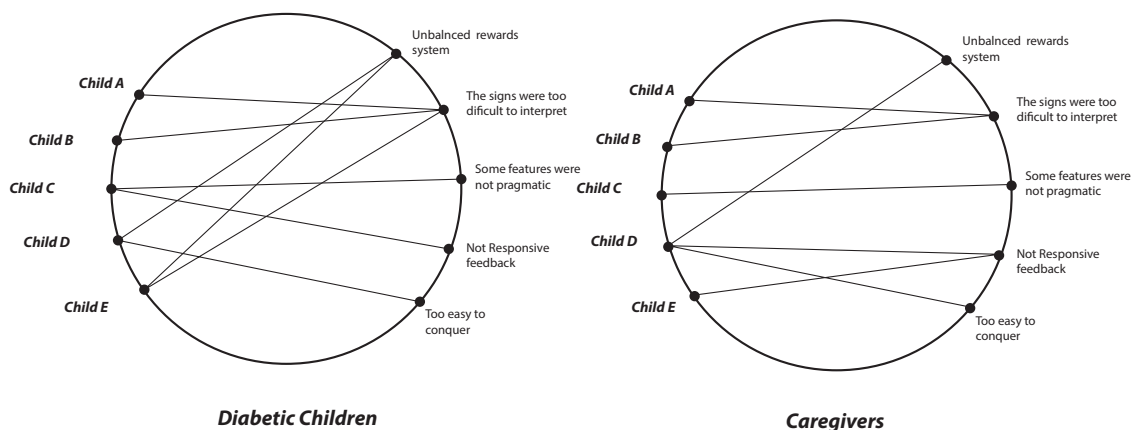 Unbalnced rewards
system
Child A
The signs were too
dificult to interpret
Child B
Some features were
not pragmatic
Child C
Child D
Not Responsive
feedback
Child E
Too easy to
conquer
Diabetic Children
Unbalnced rewards
system
Child A
The signs were too
dificult to interpret
Child B
Some features were
not pragmatic
Child C
Child D
Not Responsive
feedback
Child E
Too easy to
conquer
Caregivers